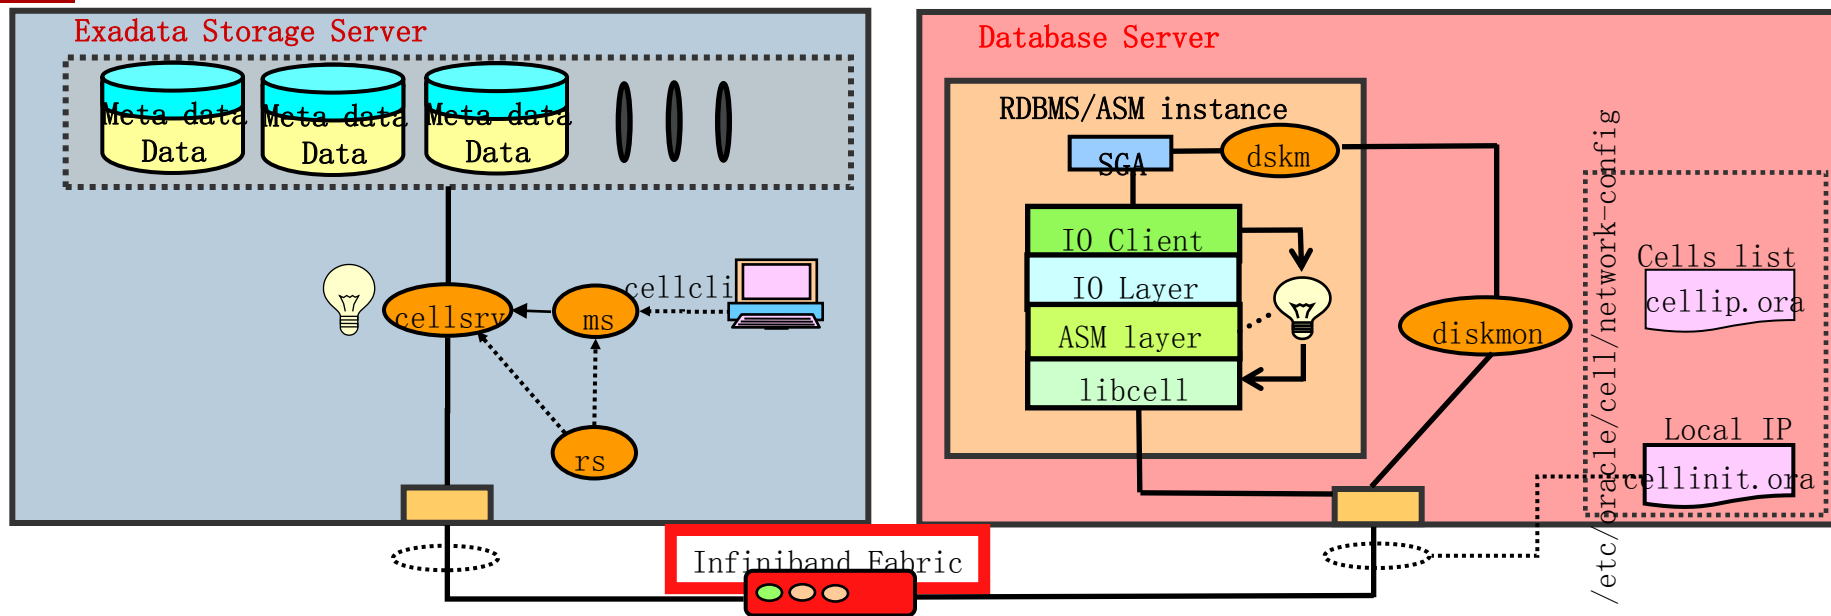 Exadata Storage Server
Meta data
Data
Meta data
Data
Meta data
Data
cellsrv
ms
cellcli
rs
Infiniband Fabric
Database Server
RDBMS/ASM instance
SGA
dskm
IO Client
IO Layer
ASM layer
libcell
diskmon
/etc/oracle/cell/network-config
Cells list
cellip.ora
Local IP
cellinit.ora